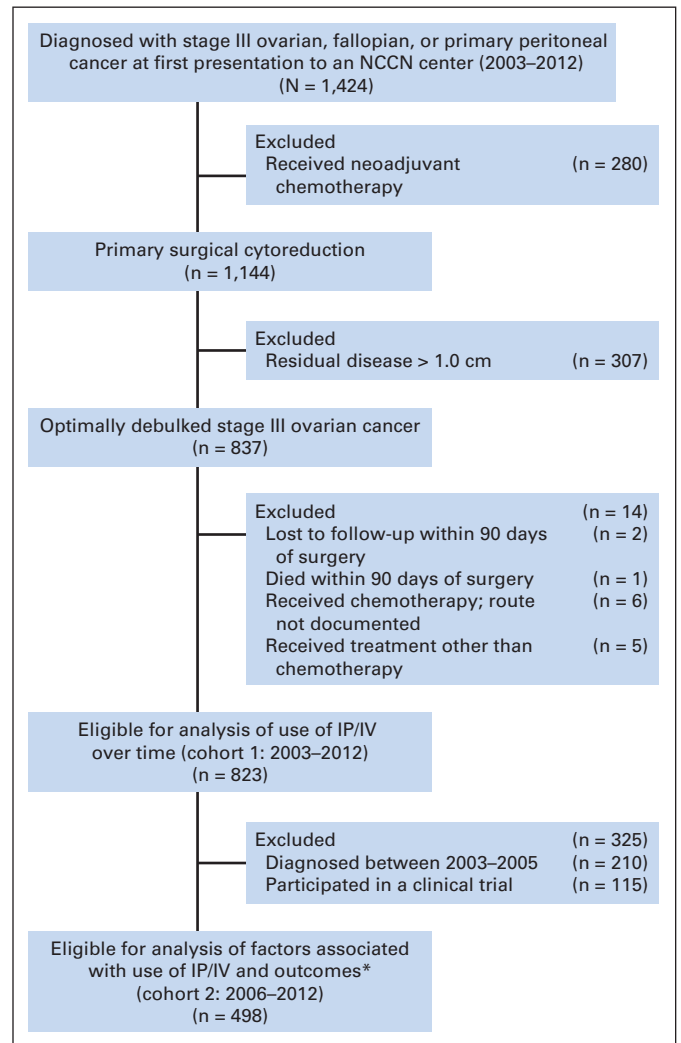 Diagnosed with stage III ovarian, fallopian, or primary peritoneal
cancer at first presentation to an NCCN center (2003–2012)
(N = 1,424)
Excluded
Received neoadjuvant (n = 280)
chemotherapy
Primary surgical cytoreduction
(n = 1,144)
Excluded
Residual disease > 1.0 cm (n = 307)
Optimally debulked stage III ovarian cancer
(n = 837)
Excluded (n = 14)
Lost to follow-up within 90 days (n = 2)
of surgery
Died within 90 days of surgery (n = 1)
Received chemotherapy; route (n = 6)
not documented
Received treatment other than (n = 5)
chemotherapy
Eligible for analysis of use of IP/IV
over time (cohort 1: 2003–2012)
(n = 823)
Excluded (n = 325)
Diagnosed between 2003–2005 (n = 210)
Participated in a clinical trial (n = 115)
Eligible for analysis of factors associated
with use of IP/IV and outcomes*
(cohort 2: 2006–2012)
(n = 498)